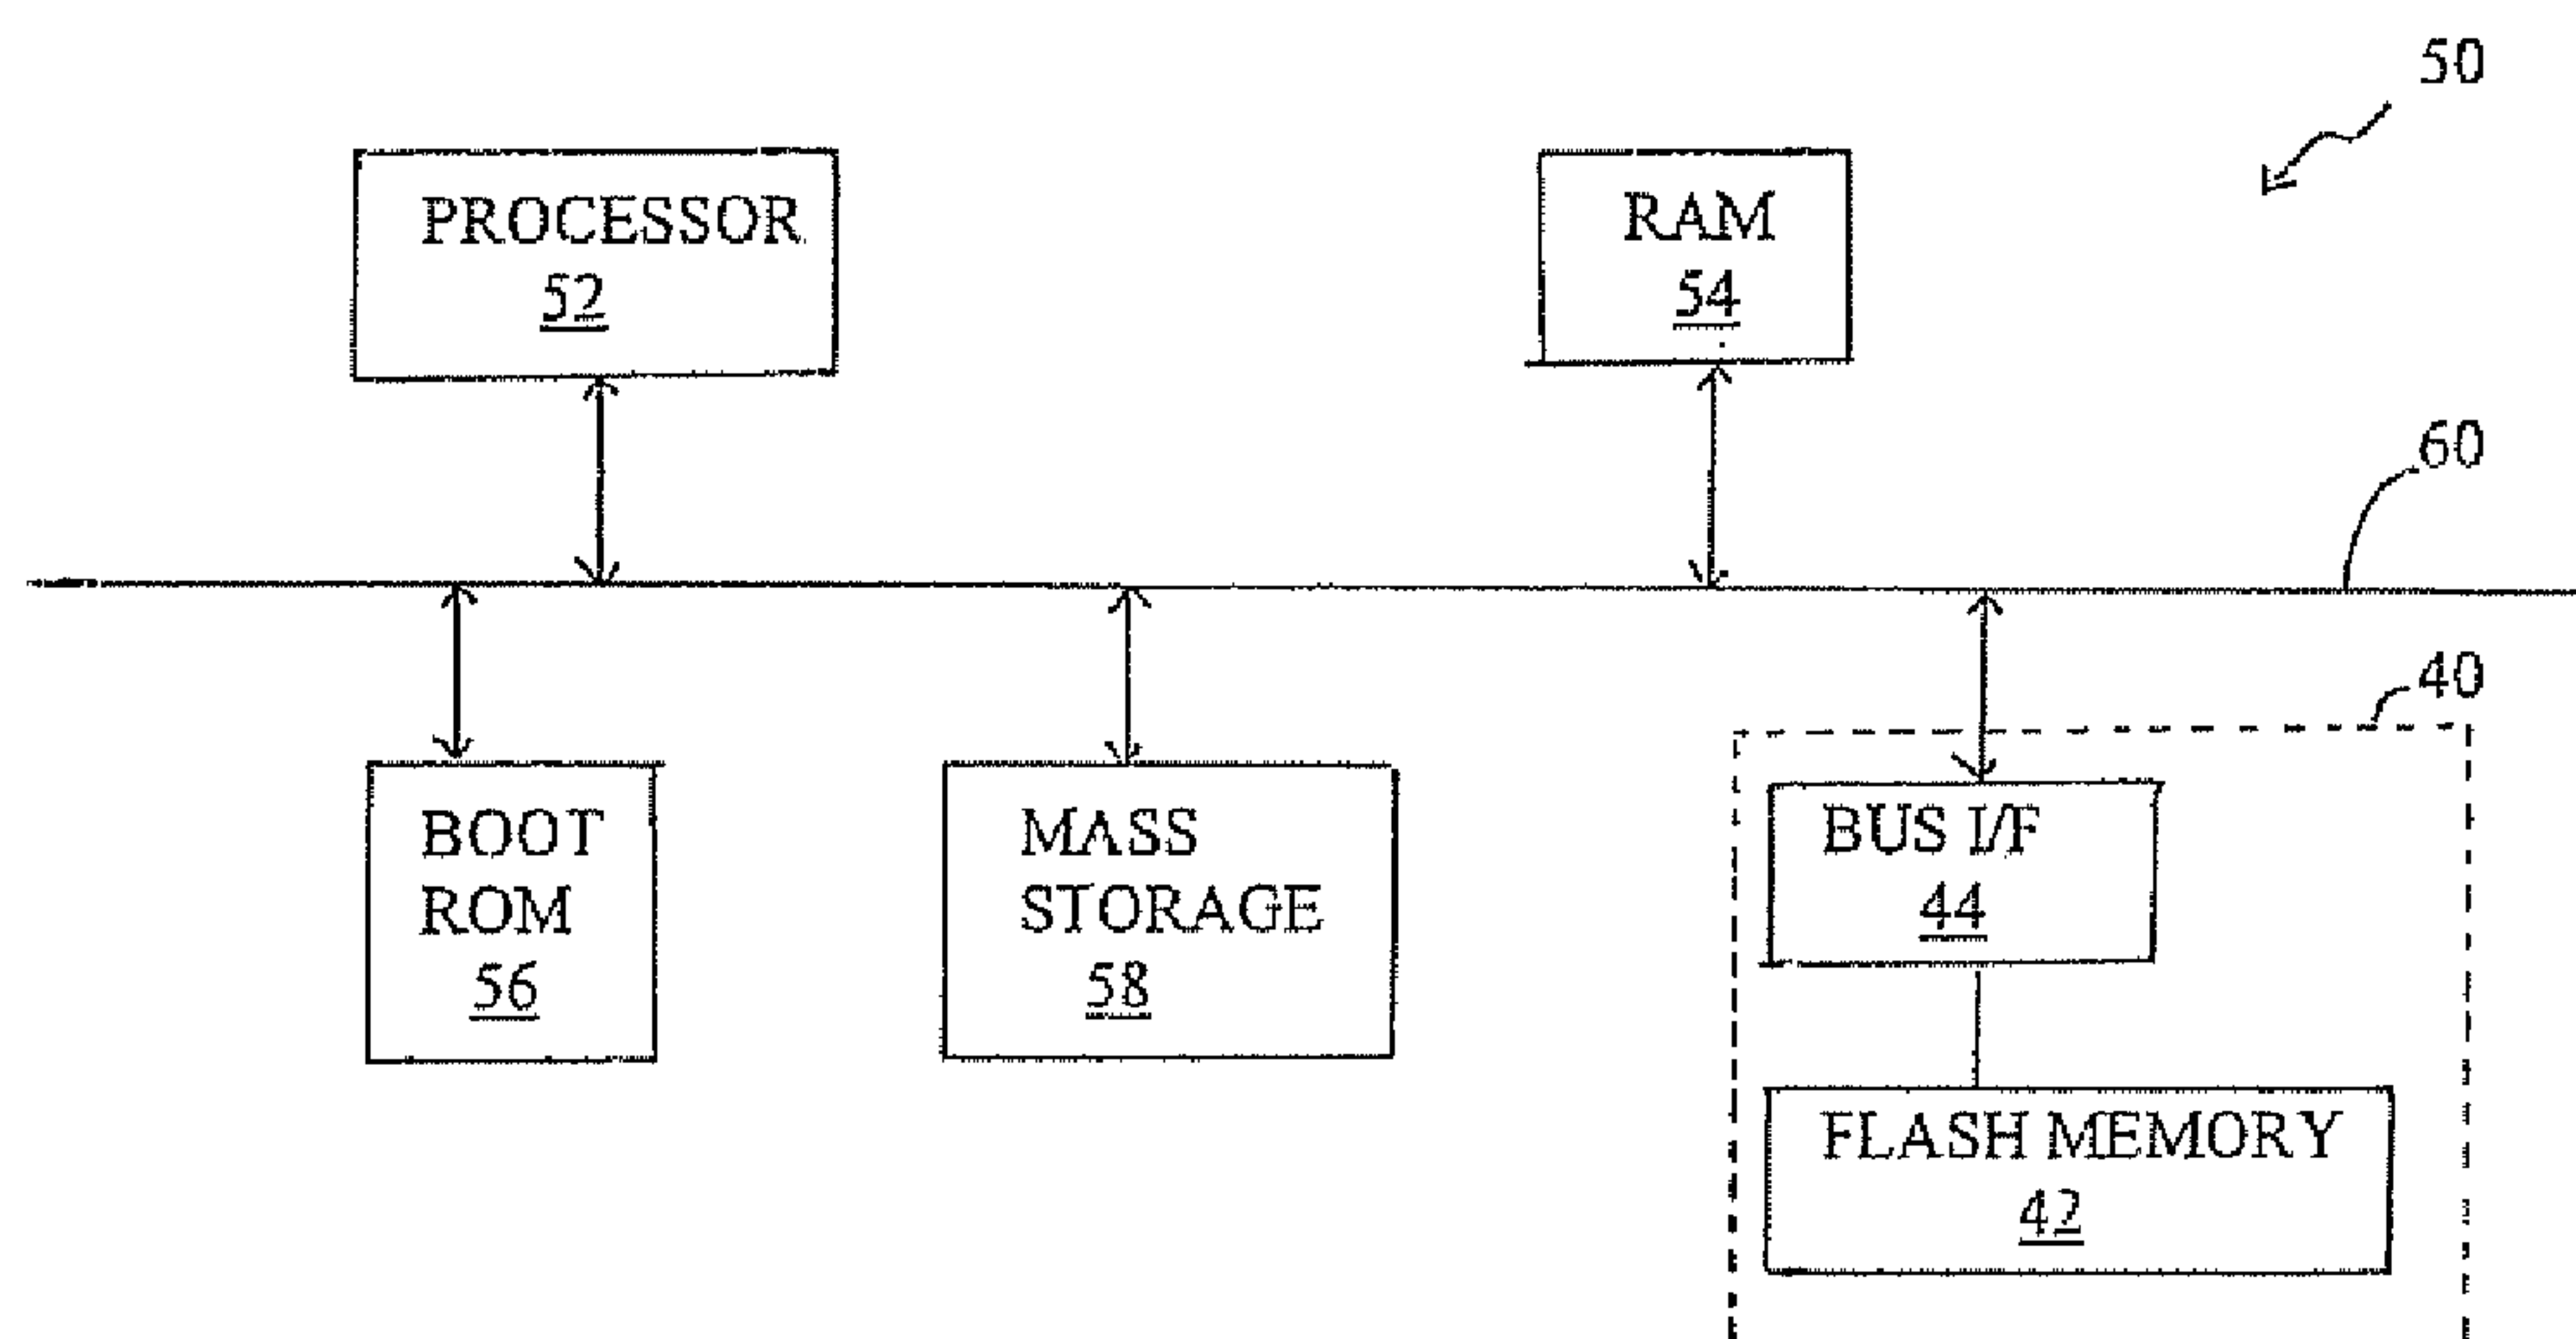 50
PROCESSOR
52
RAM
54
60
40
BOOT
ROM
56
MASS
STORAGE
58
BUS I/F
44
FLASH MEMORY
42